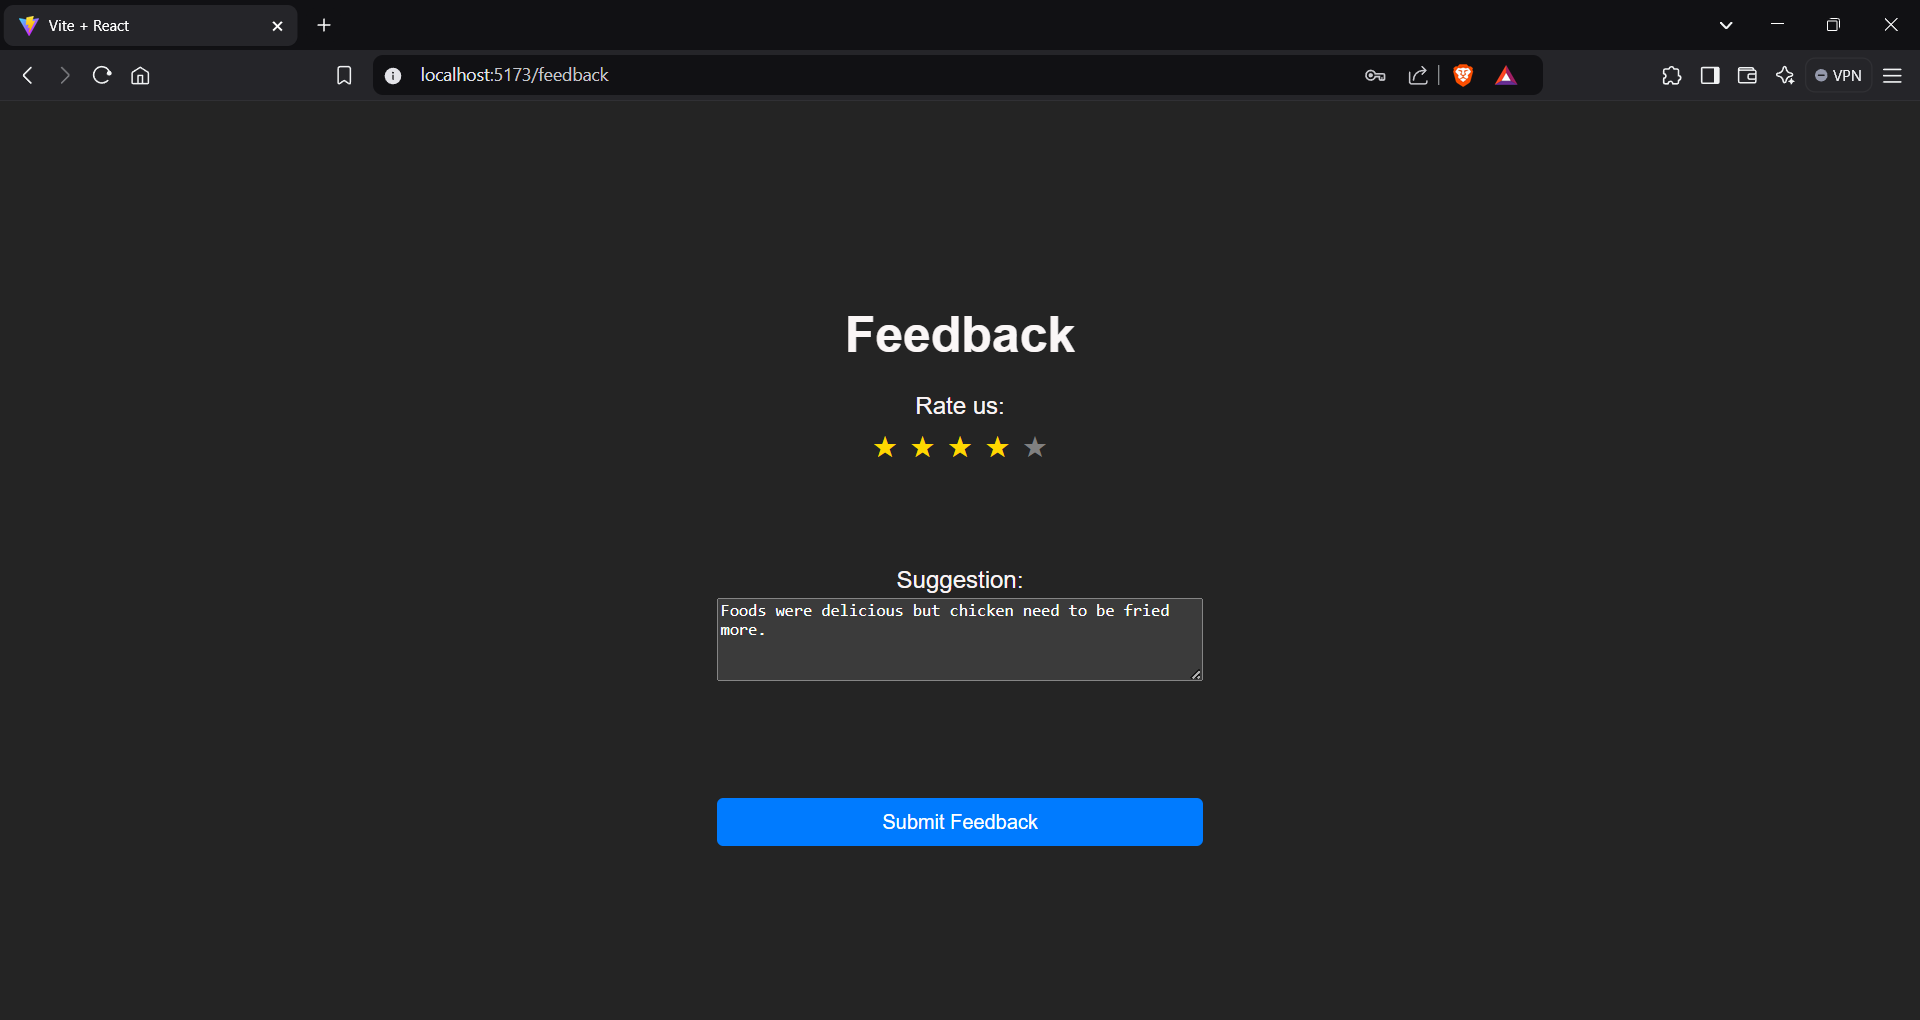 Vite + React
localhost:5173/feedback
VPN
Feedback
Rate us:
Suggestion:
Foods were delicious but chicken need to be fried
more.
Submit Feedback